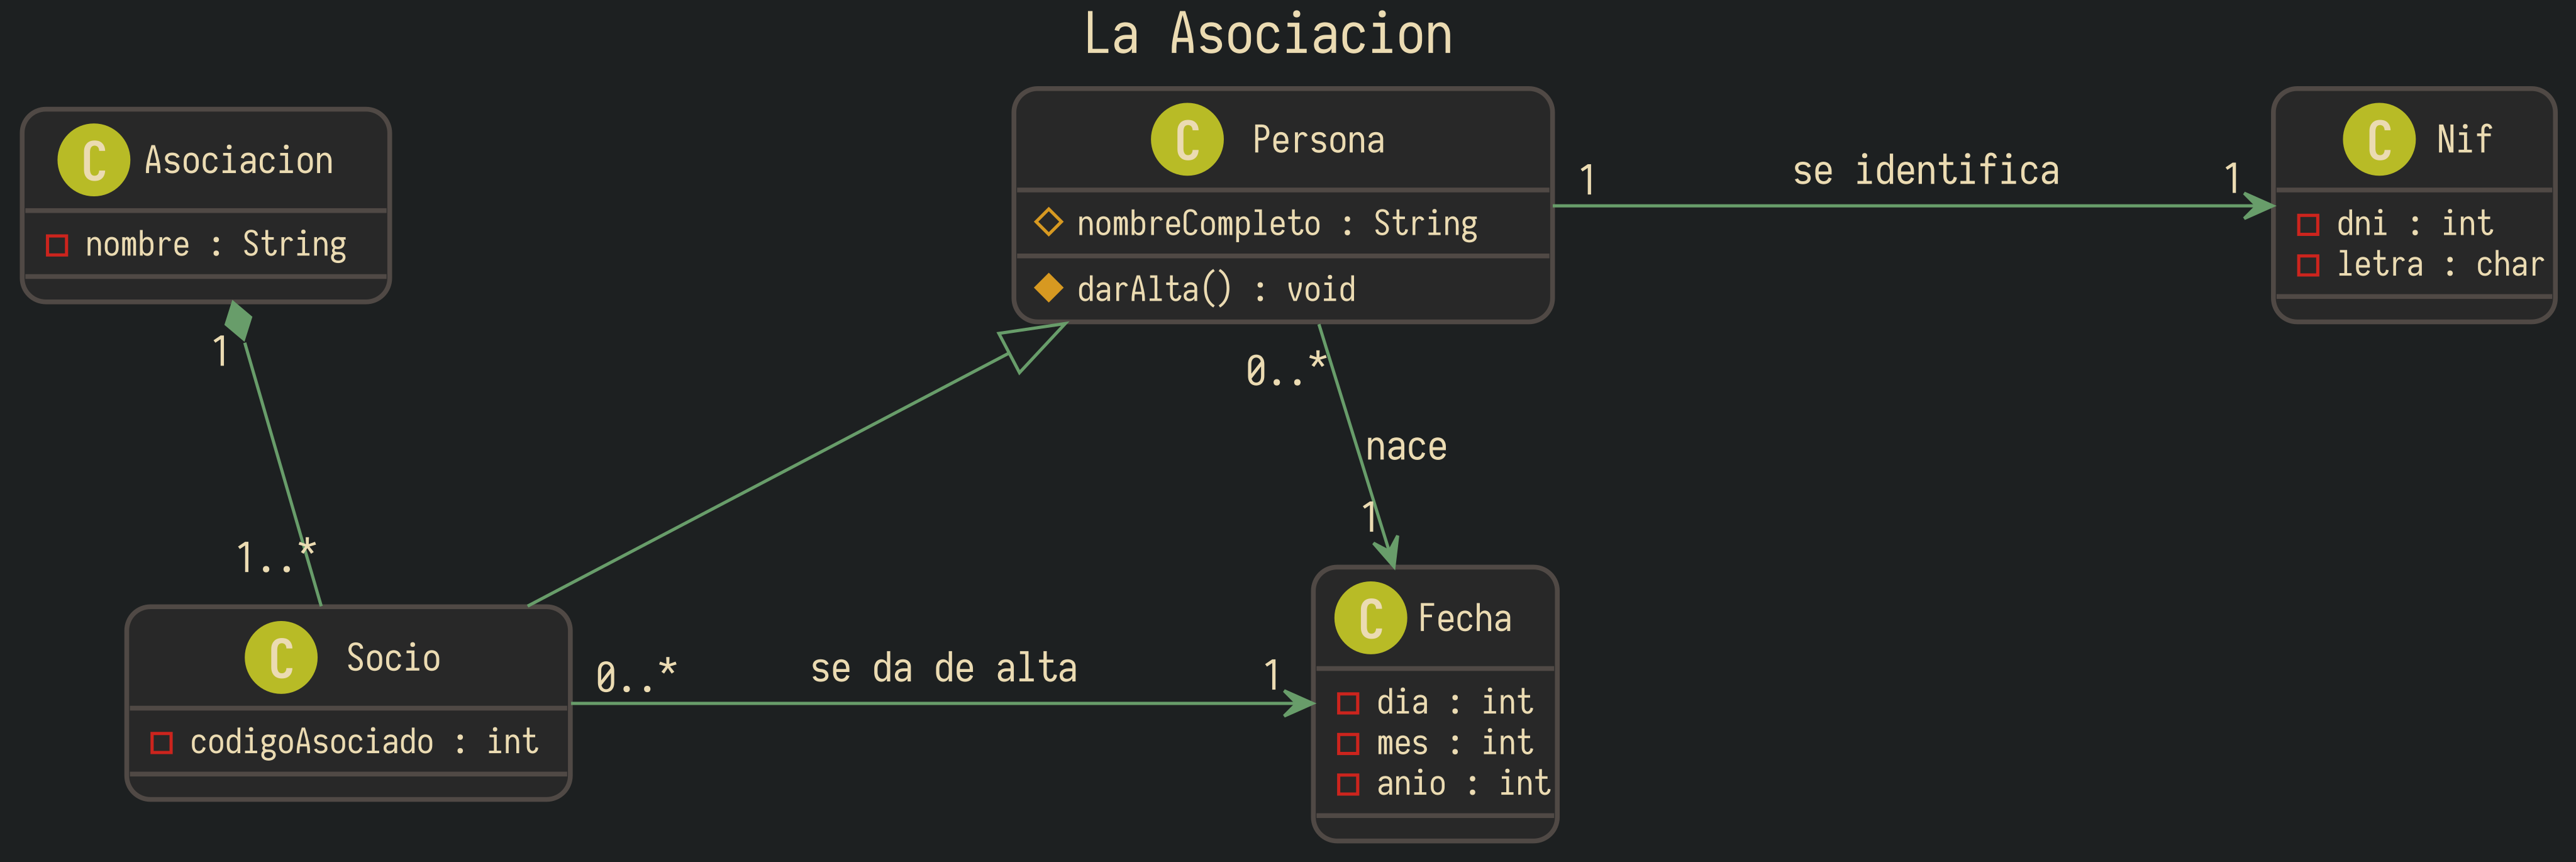 La Asociacion
C Asociacion
nombre : String
C Persona
nombreCompleto : String
darAlta() : void
1 se identifica 1
C Nif
dni : int
letra : char
1
1..*
0..*
nace
1
C Socio
codigoAsociado : int
0..* se da de alta 1
C Fecha
dia : int
mes : int
anio : int